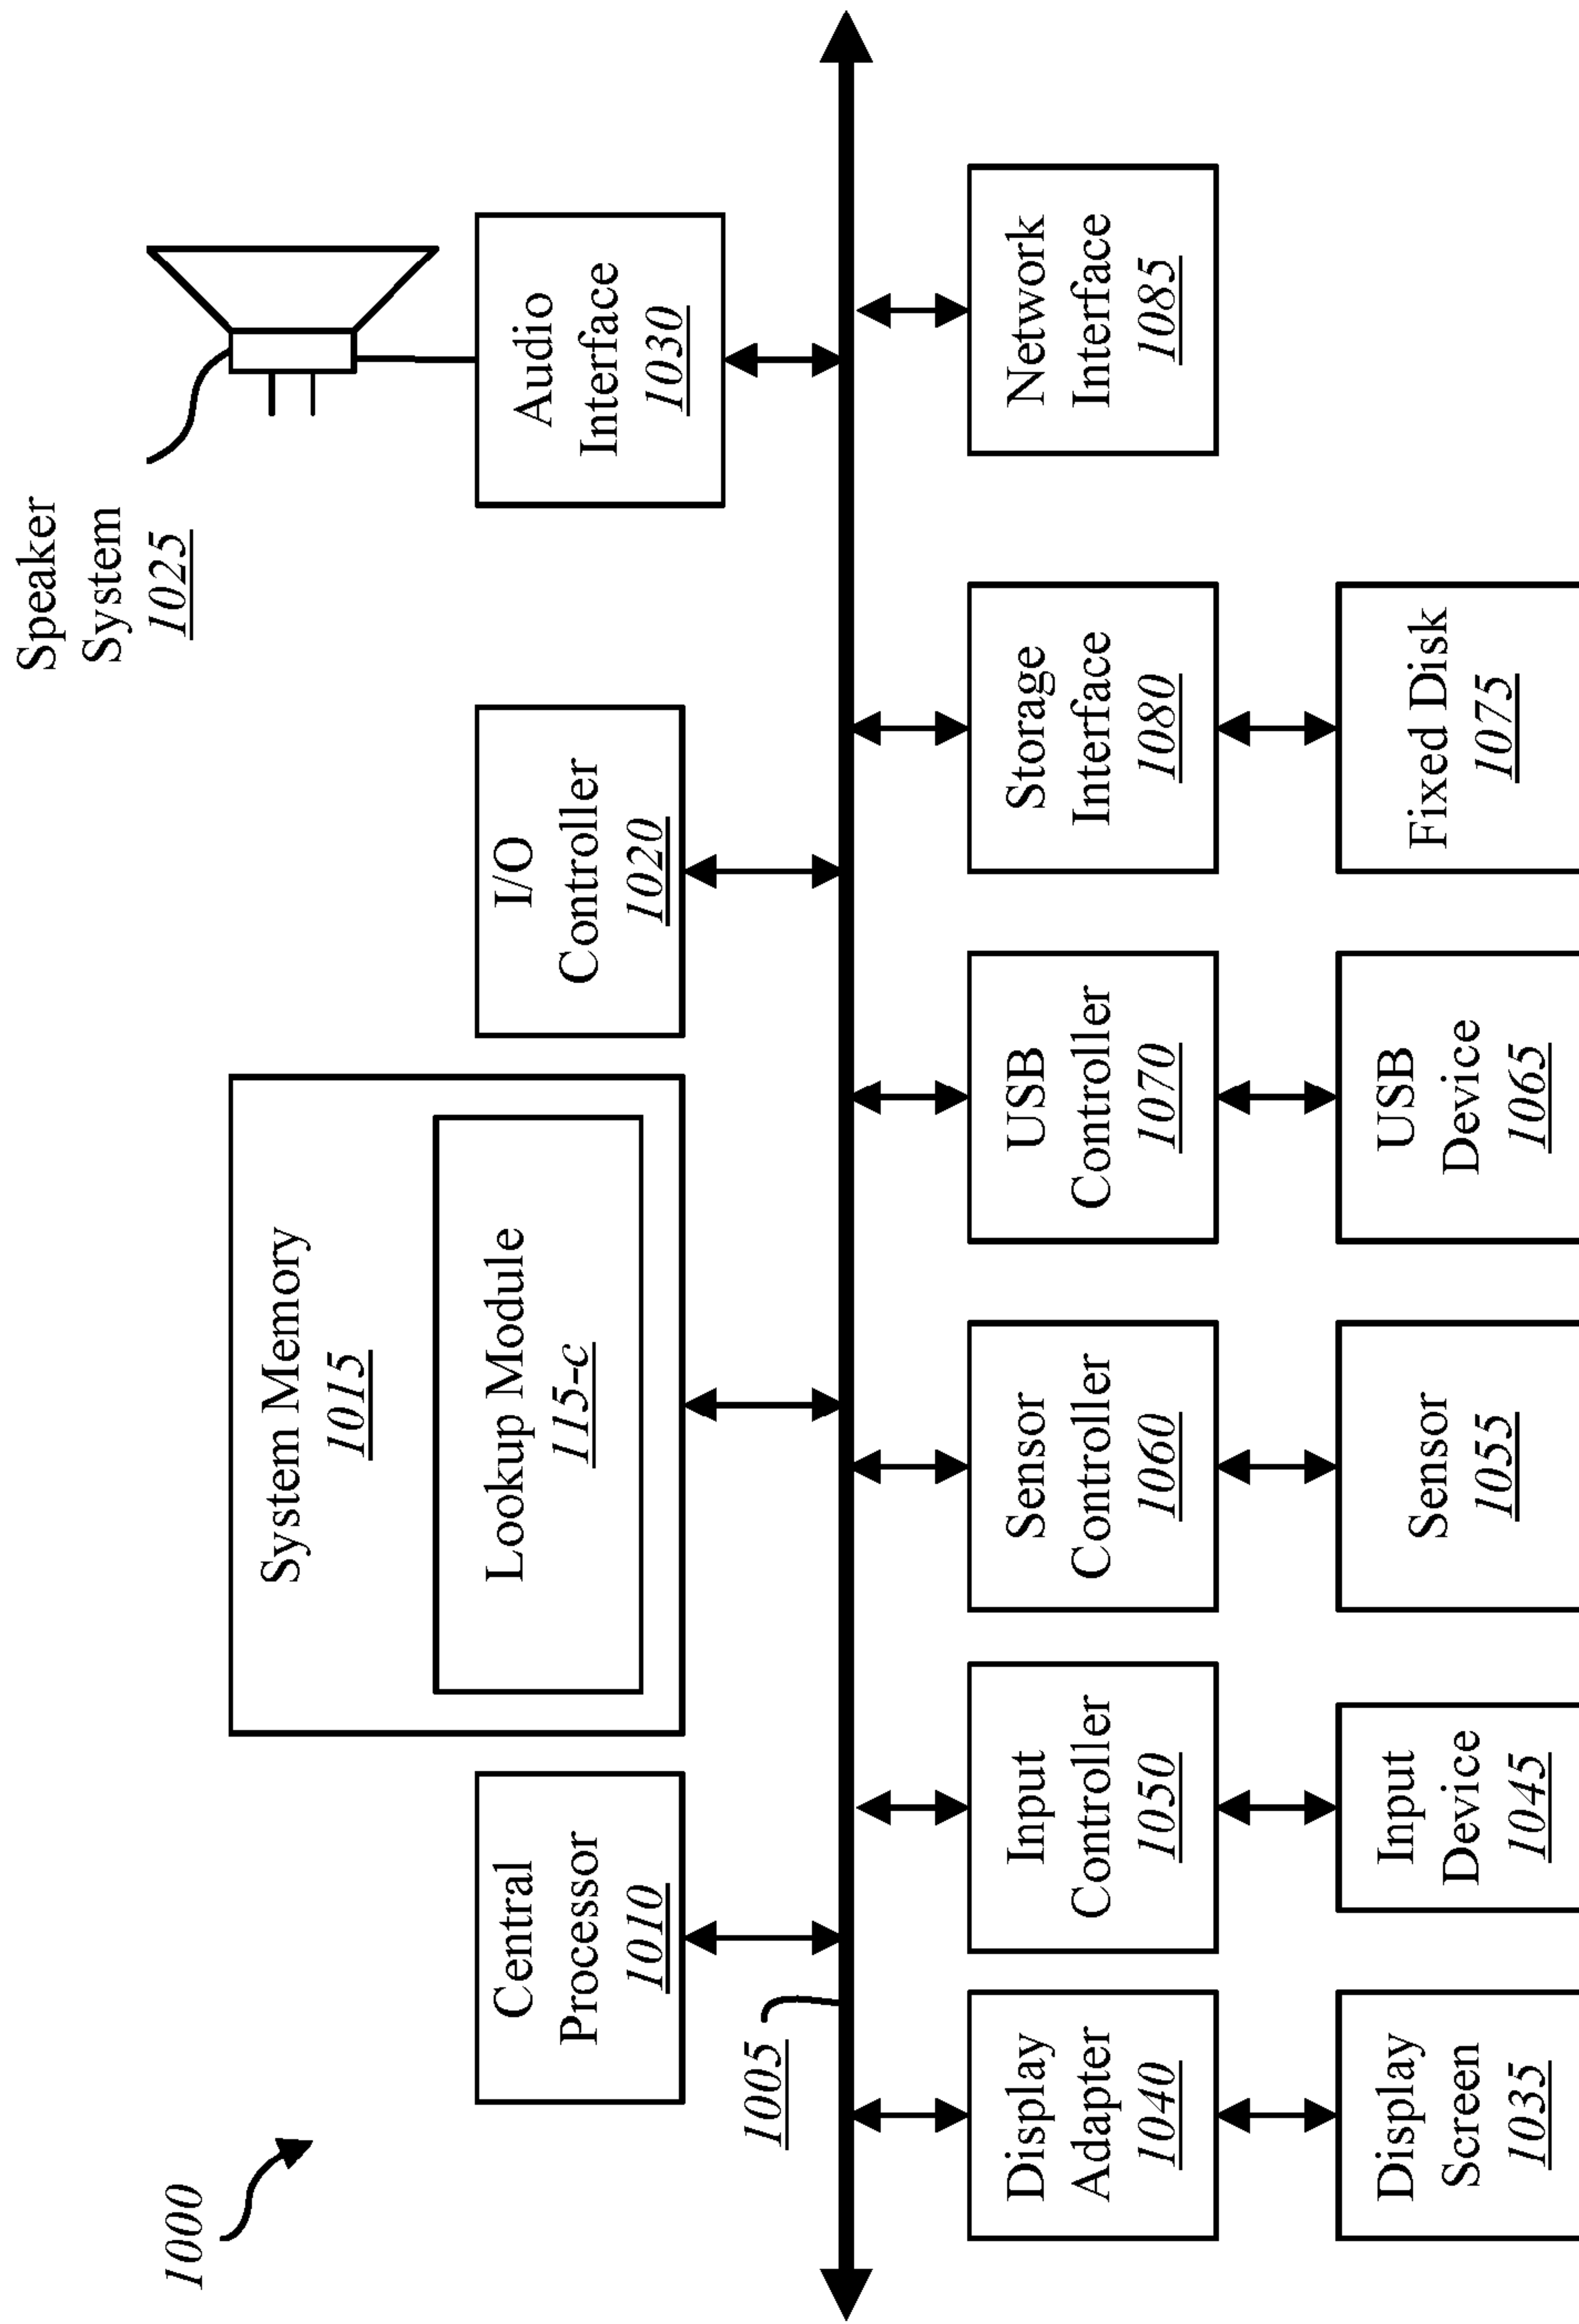 1000
Speaker
System
1025
System Memory
1015
Lookup Module
115-c
Central
Processor
1010
I/O
Controller
1020
Audio
Interface
1030
1005
Display
Adapter
1040
Input
Controller
1050
Sensor
Controller
1060
USB
Controller
1070
Storage
Interface
1080
Network
Interface
1085
Display
Screen
1035
Input
Device
1045
Sensor
1055
USB
Device
1065
Fixed Disk
1075